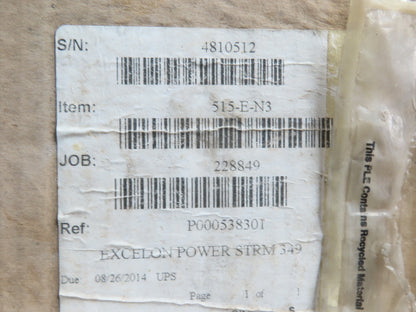 S/N: 4810512
Item: 515-E-N3
JOB: 228849
Ref: P000538301
EXCELON POWER STRM 349
Due 08/26/2014 UPS
Page 1 of 1
This PLE Contains Recycled Material